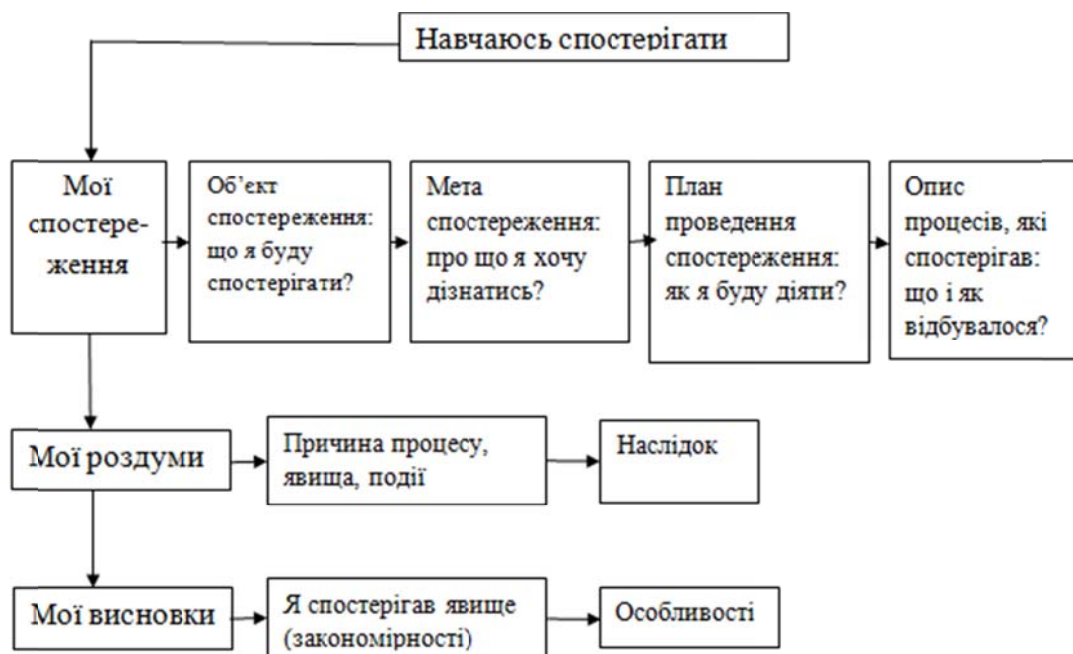 Навчаюсь спостерігати
Мої
спостере-
ження
Об’єкт
спостереження:
що я буду
спостерігати?
Мета
спостереження:
про що я хочу
дізнатись?
План
проведення
спостереження:
як я буду діяти?
Опис
процесів, які
спостерігав:
що і як
відбувалося?
Мої роздуми
Причина процесу,
явища, події
Наслідок
Мої висновки
Я спостерігав явище
(закономірності)
Особливості